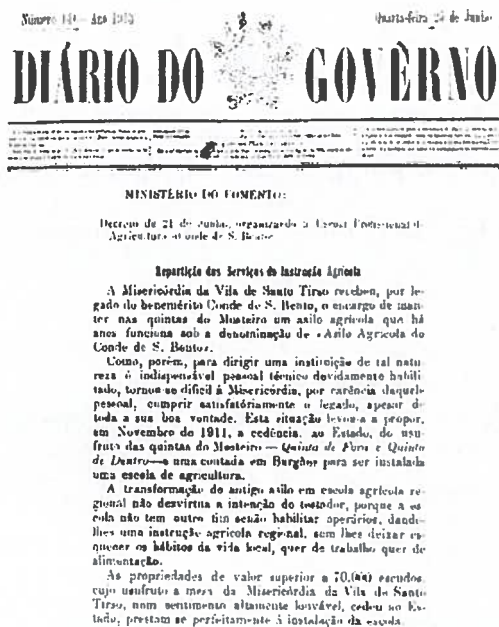 Número 14 – Ano 1913
Quarta-feira 2 de Junho
DIÁRIO DO GOVÊRNO
MINISTÉRIO DO FOMENTO:
Decreto de 21 de Junho, organizando a Escola Profissional de
Agricultura Conde de S. Bento.
Repartição dos Serviços da Instrução Agrícola
A Misericórdia da Vila de Santo Tirso recebeu, por le-
gado do benemérito Conde de S. Bento, o encargo de man-
ter nas quintas do Mosteiro um asilo agrícola que há
anos funciona sob a denominação de «Asilo Agrícola do
Conde de S. Bento».
Como, porém, para dirigir uma instituição de tal natu-
reza é indispensável pessoal técnico devidamente habili-
tado, tornou-se difícil à Misericórdia, por carência daquele
pessoal, cumprir satisfatóriamente o legado, apesar de
toda a sua boa vontade. Esta situação levou-a a propor,
em Novembro de 1911, a cedência, ao Estado, do usu-
fruto das quintas do Mosteiro — Quinta de Fora e Quinta
de Dentro — e uma coutada em Burgães para ser instalada
uma escola de agricultura.
A transformação do antigo asilo em escola agrícola re-
gional não desvirtua a intenção do testador, porque a es-
cola não tem outro fim senão habilitar operários, dando-
lhes uma instrução agrícola regional, sem lhes deixar es-
quecer os hábitos da vida local, quer de trabalho quer de
alimentação.
As propriedades de valor superior a 70.000 escudos,
cujo usufruto a mesa da Misericórdia da Vila de Santo
Tirso, num sentimento altamente louvável, cedeu ao Es-
tado, prestam-se perfeitamente à instalação da escola.